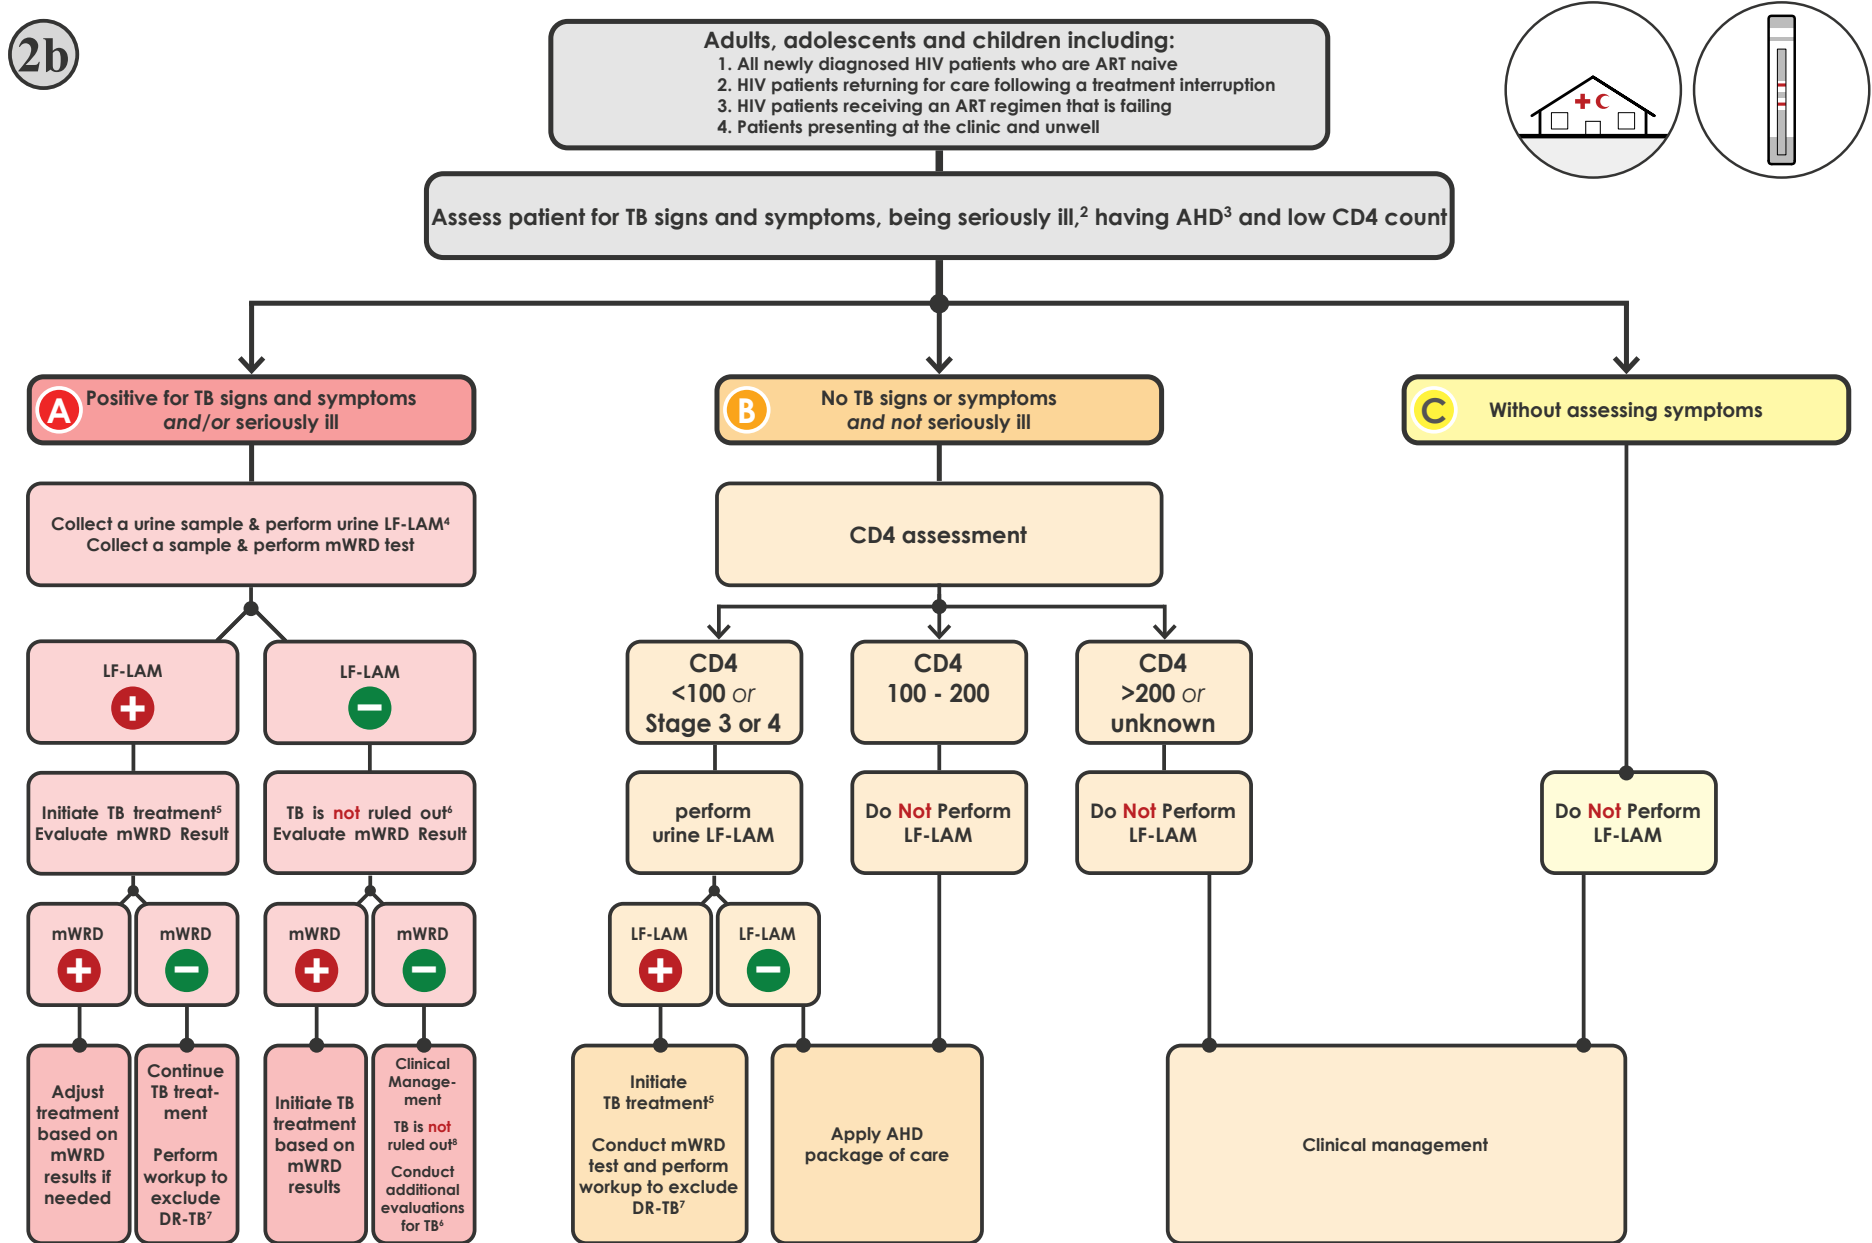 2b
Adults, adolescents and children including:
1. All newly diagnosed HIV patients who are ART naive
2. HIV patients returning for care following a treatment interruption
3. HIV patients receiving an ART regimen that is failing
4. Patients presenting at the clinic and unwell
Assess patient for TB signs and symptoms, being seriously ill,² having AHD³ and low CD4 count
A
Positive for TB signs and symptoms
and/or seriously ill
B
No TB signs or symptoms
and not seriously ill
C
Without assessing symptoms
Collect a urine sample & perform urine LF-LAM⁴
Collect a sample & perform mWRD test
CD4 assessment
LF-LAM
LF-LAM
CD4
<100 or
Stage 3 or 4
CD4
100 - 200
CD4
>200 or
unknown
Initiate TB treatment⁵
Evaluate mWRD Result
TB is not ruled out⁶
Evaluate mWRD Result
perform
urine LF-LAM
Do Not Perform
LF-LAM
Do Not Perform
LF-LAM
Do Not Perform
LF-LAM
mWRD
mWRD
mWRD
mWRD
LF-LAM
LF-LAM
Adjust
treatment
based on
mWRD
results if
needed
Continue
TB treat-
ment
Perform
workup to
exclude
DR-TB⁷
Initiate TB
treatment
based on
mWRD
results
Clinical
Manage-
ment
TB is not
ruled out⁸
Conduct
additional
evaluations
for TB⁶
Initiate
TB treatment⁵
Conduct mWRD
test and perform
workup to exclude
DR-TB⁷
Apply AHD
package of care
Clinical management